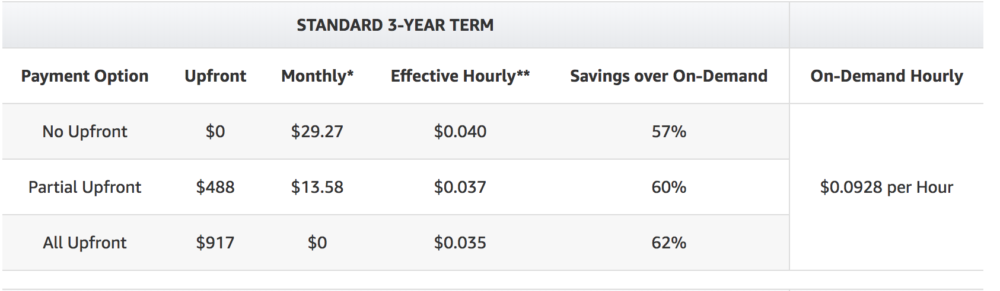 STANDARD 3-YEAR TERM
Payment Option Upfront Monthly* Effective Hourly** Savings over On-Demand On-Demand Hourly
No Upfront $0 $29.27 $0.040 57%
Partial Upfront $488 $13.58 $0.037 60% $0.0928 per Hour
All Upfront $917 $0 $0.035 62%